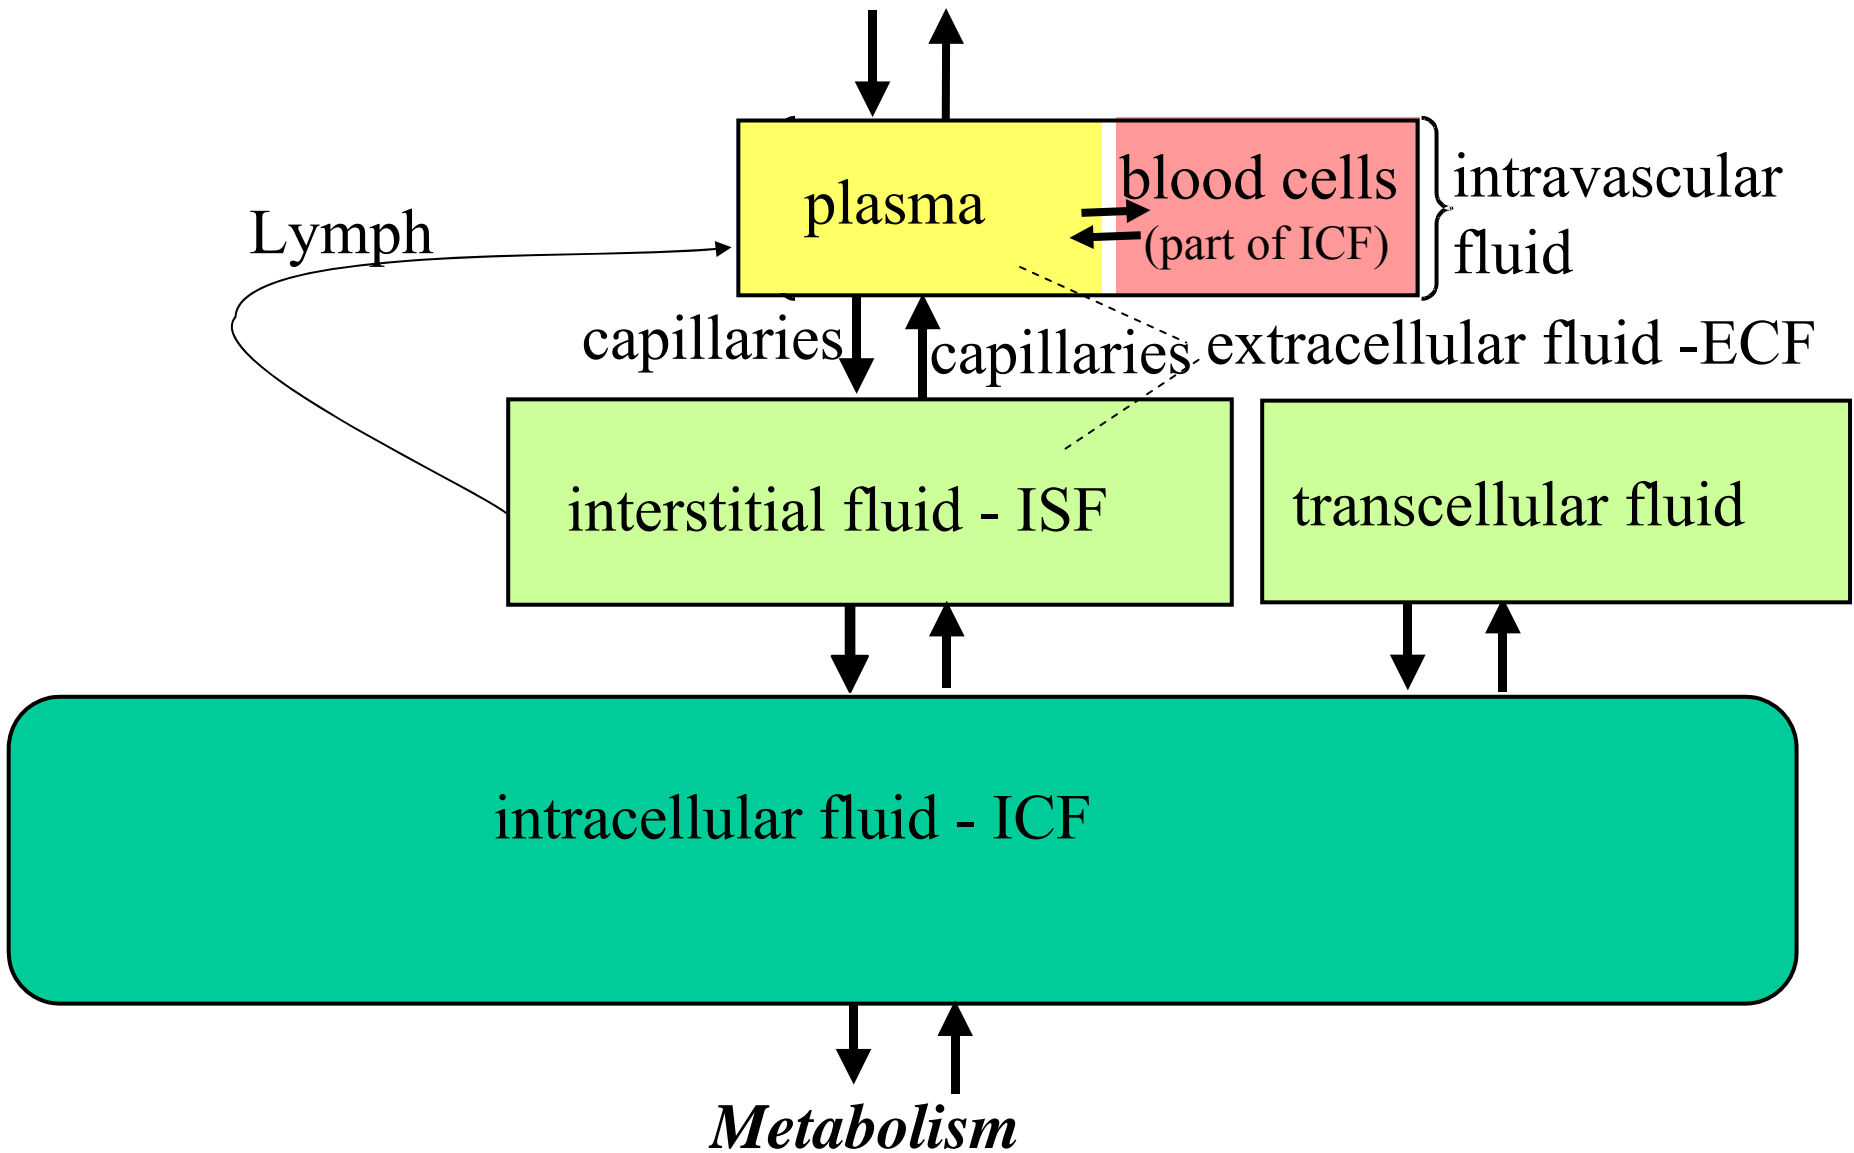 plasma
blood cells
(part of ICF)
intravascular
fluid
Lymph
capillaries
capillaries
extracellular fluid -ECF
interstitial fluid - ISF
transcellular fluid
intracellular fluid - ICF
Metabolism